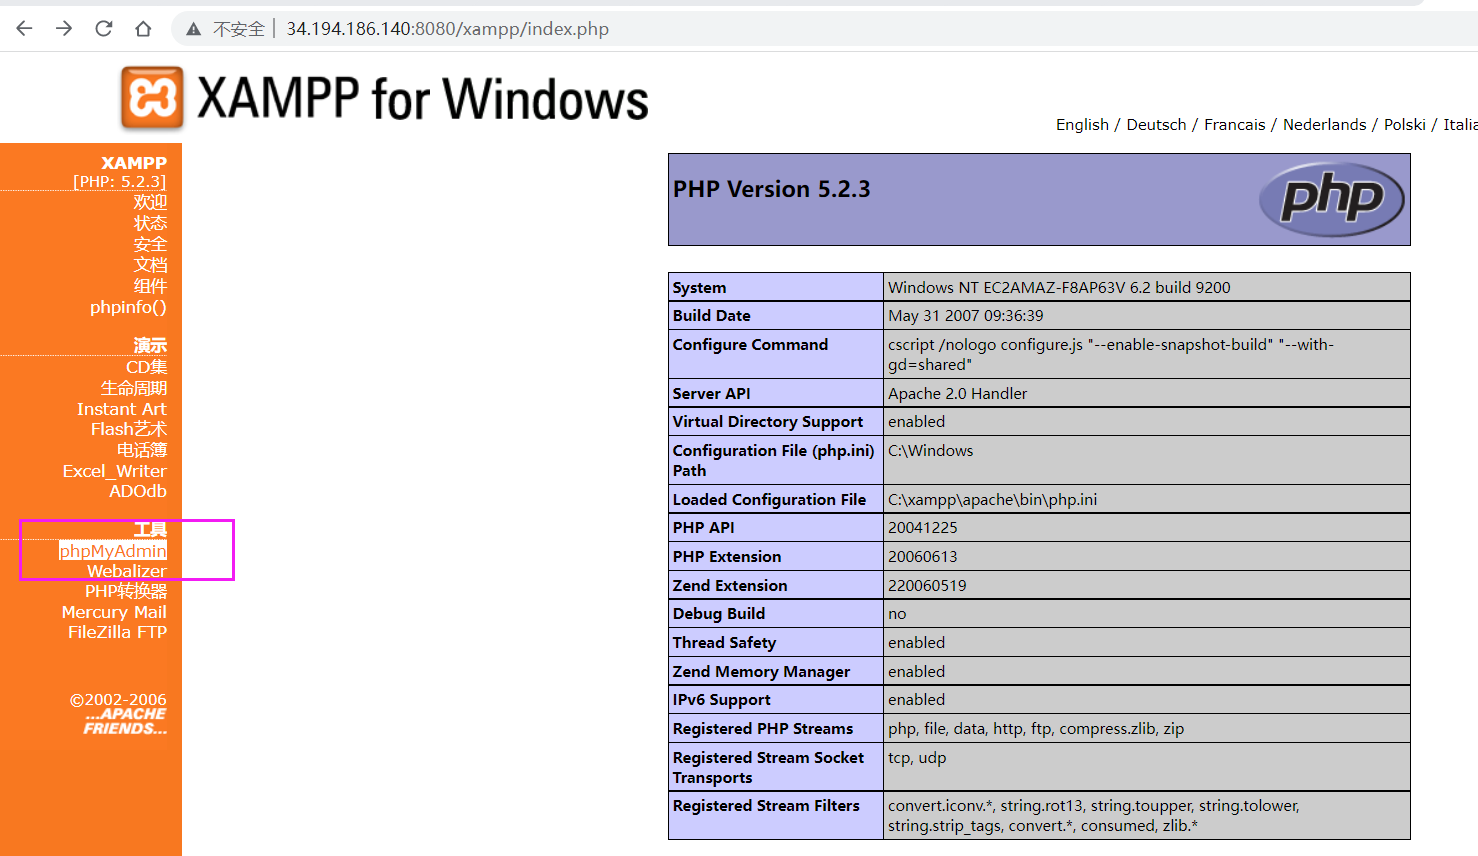 不安全 34.194.186.140:8080/xampp/index.php
XAMPP for Windows
English / Deutsch / Francais / Nederlands / Polski / Italia
XAMPP
[PHP: 5.2.3]
欢迎
状态
安全
文档
组件
phpinfo()
演示
CD集
生命周期
Instant Art
Flash艺术
电话簿
Excel_Writer
ADOdb
工具
phpMyAdmin
Webalizer
PHP转换器
Mercury Mail
FileZilla FTP
©2002-2006
...APACHE
FRIENDS...
PHP Version 5.2.3
php
System Windows NT EC2AMAZ-F8AP63V 6.2 build 9200
Build Date May 31 2007 09:36:39
Configure Command cscript /nologo configure.js "--enable-snapshot-build" "--with-
gd=shared"
Server API Apache 2.0 Handler
Virtual Directory Support enabled
Configuration File (php.ini) C:\Windows
Path
Loaded Configuration File C:\xampp\apache\bin\php.ini
PHP API 20041225
PHP Extension 20060613
Zend Extension 220060519
Debug Build no
Thread Safety enabled
Zend Memory Manager enabled
IPv6 Support enabled
Registered PHP Streams php, file, data, http, ftp, compress.zlib, zip
Registered Stream Socket tcp, udp
Transports
Registered Stream Filters convert.iconv.*, string.rot13, string.toupper, string.tolower,
string.strip_tags, convert.*, consumed, zlib.*